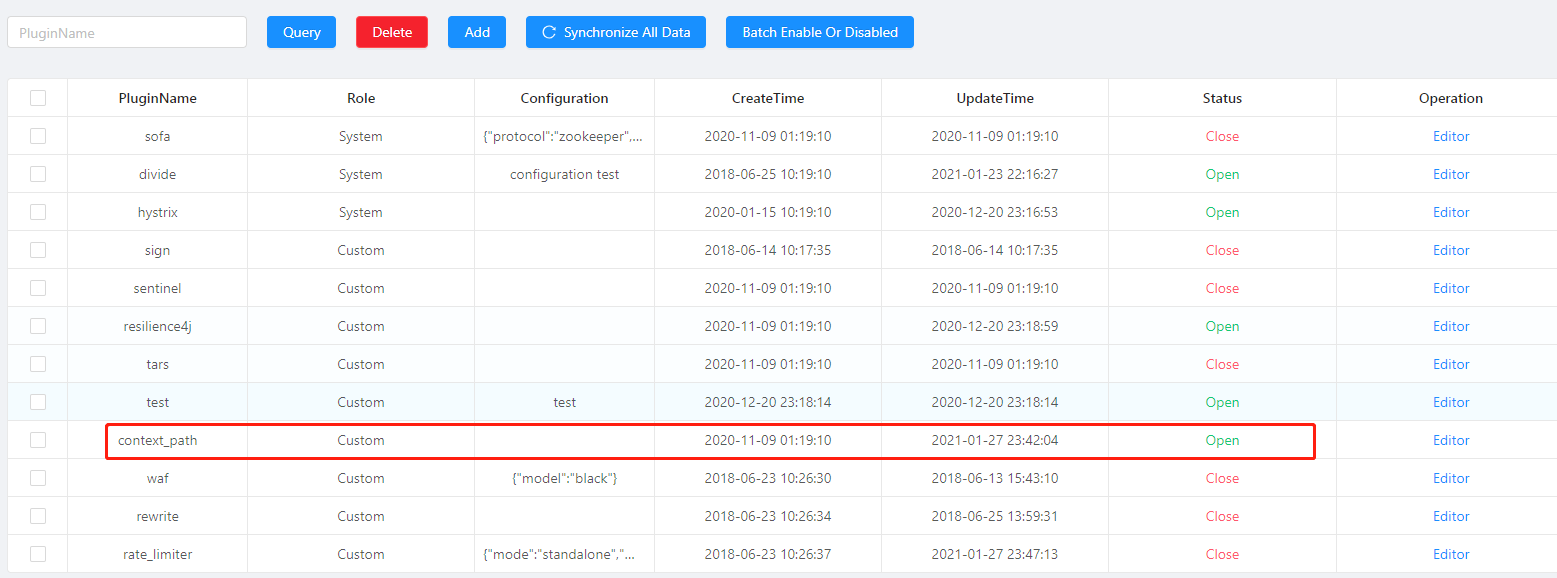 PluginName Query Delete Add Synchronize All Data Batch Enable Or Disabled
PluginName Role Configuration CreateTime UpdateTime Status Operation
sofa System {"protocol":"zookeeper",... 2020-11-09 01:19:10 2020-11-09 01:19:10 Close Editor
divide System configuration test 2018-06-25 10:19:10 2021-01-23 22:16:27 Open Editor
hystrix System 2020-01-15 10:19:10 2020-12-20 23:16:53 Open Editor
sign Custom 2018-06-14 10:17:35 2018-06-14 10:17:35 Close Editor
sentinel Custom 2020-11-09 01:19:10 2020-11-09 01:19:10 Close Editor
resilience4j Custom 2020-11-09 01:19:10 2020-12-20 23:18:59 Open Editor
tars Custom 2020-11-09 01:19:10 2020-11-09 01:19:10 Close Editor
test Custom test 2020-12-20 23:18:14 2020-12-20 23:18:14 Open Editor
context_path Custom 2020-11-09 01:19:10 2021-01-27 23:42:04 Open Editor
waf Custom {"model":"black"} 2018-06-23 10:26:30 2018-06-13 15:43:10 Close Editor
rewrite Custom 2018-06-23 10:26:34 2018-06-25 13:59:31 Close Editor
rate_limiter Custom {"mode":"standalone","... 2018-06-23 10:26:37 2021-01-27 23:47:13 Close Editor